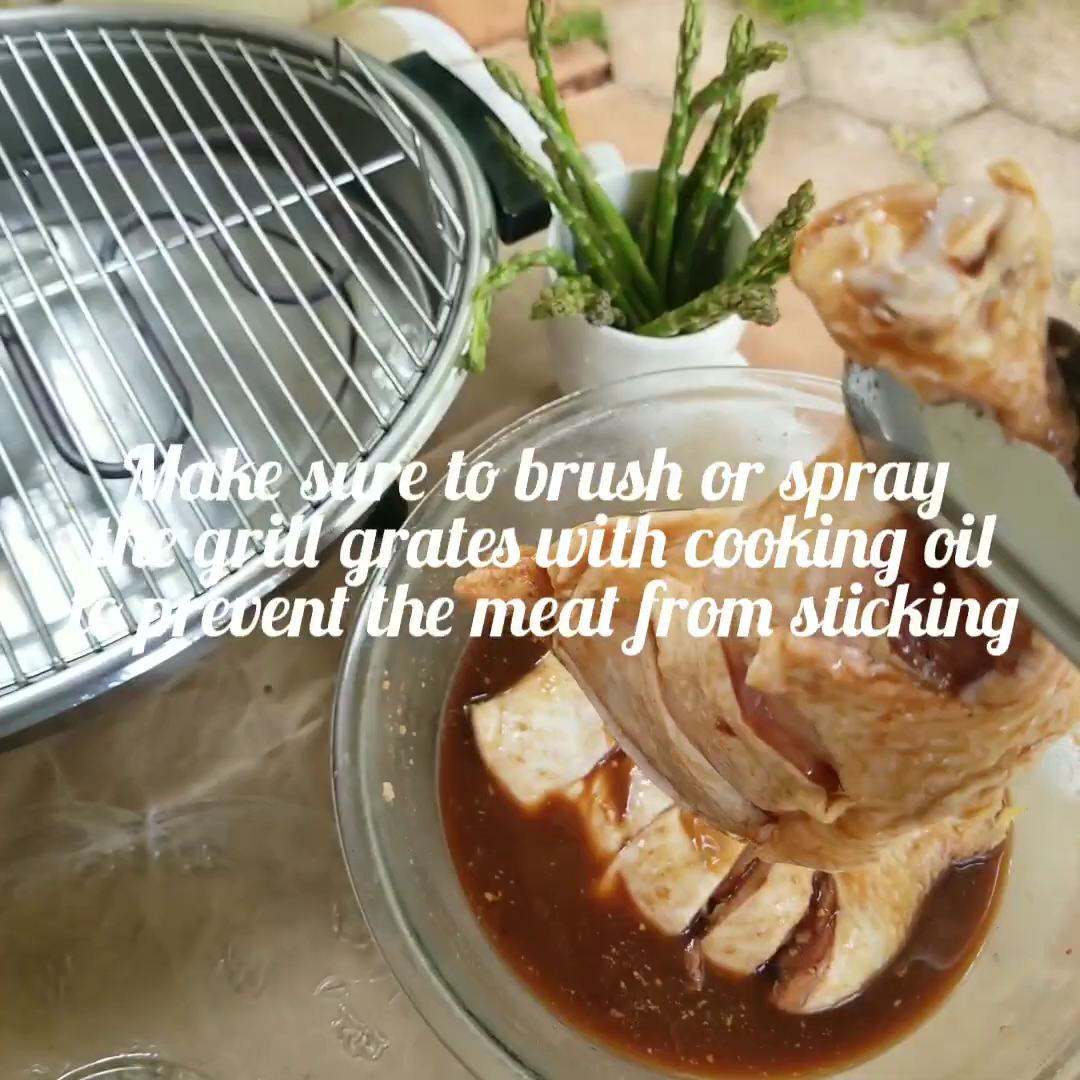 Make sure to brush or spray
the grill grates with cooking oil
to prevent the meat from sticking